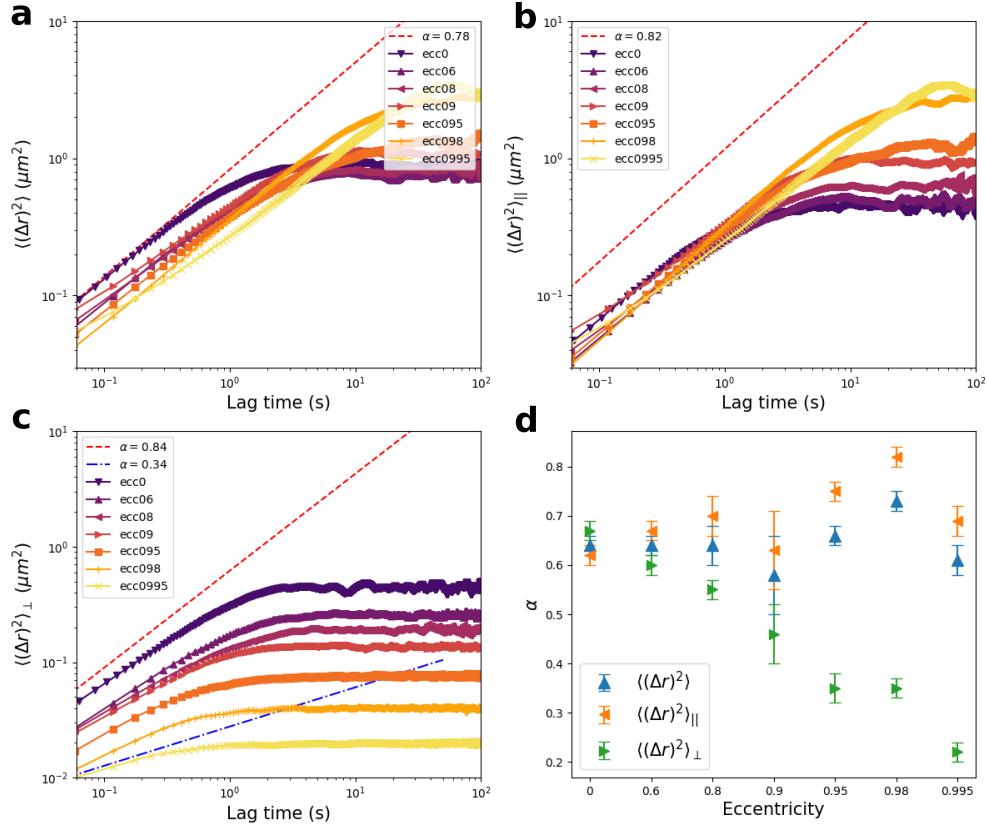 a
10¹
10⁰
10⁻¹
⟨(Δr)²⟩ (μm²)
10⁻¹
10⁰
10¹
10²
Lag time (s)
α = 0.78
ecc0
ecc06
ecc08
ecc09
ecc095
ecc098
ecc0995
b
10¹
10⁰
10⁻¹
⟨(Δr)²⟩|| (μm²)
10⁻¹
10⁰
10¹
10²
Lag time (s)
α = 0.82
ecc0
ecc06
ecc08
ecc09
ecc095
ecc098
ecc0995
c
10¹
10⁰
10⁻¹
10⁻²
⟨(Δr)²⟩⊥ (μm²)
10⁻¹
10⁰
10¹
10²
Lag time (s)
α = 0.84
α = 0.34
ecc0
ecc06
ecc08
ecc09
ecc095
ecc098
ecc0995
d
0.8
0.7
0.6
0.5
0.4
0.3
0.2
α
0
0.6
0.8
0.9
0.95
0.98
0.995
Eccentricity
⟨(Δr)²⟩
⟨(Δr)²⟩||
⟨(Δr)²⟩⊥